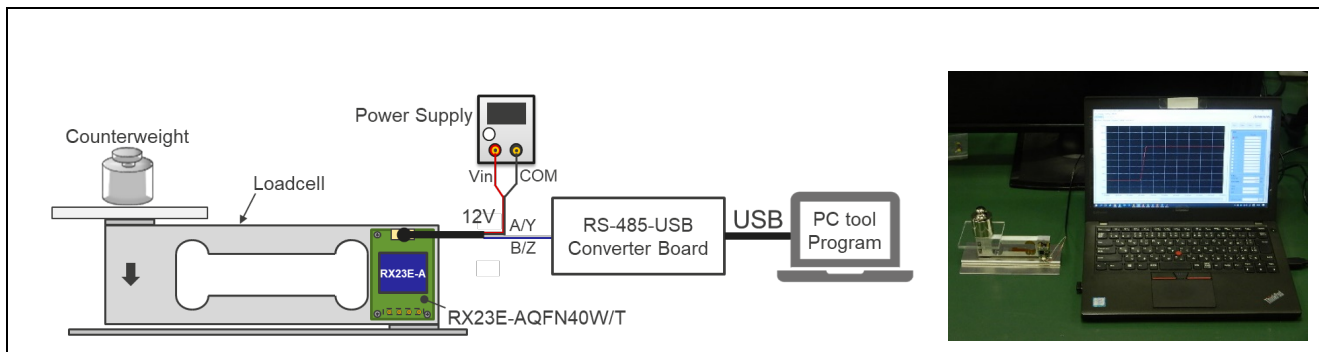 Power Supply
Counterweight
Vin
COM
Loadcell
12V
A/Y
B/Z
RS-485-USB
Converter Board
USB
PC tool
Program
RX23E-A
RX23E-AQFN40W/T
ThinkPad